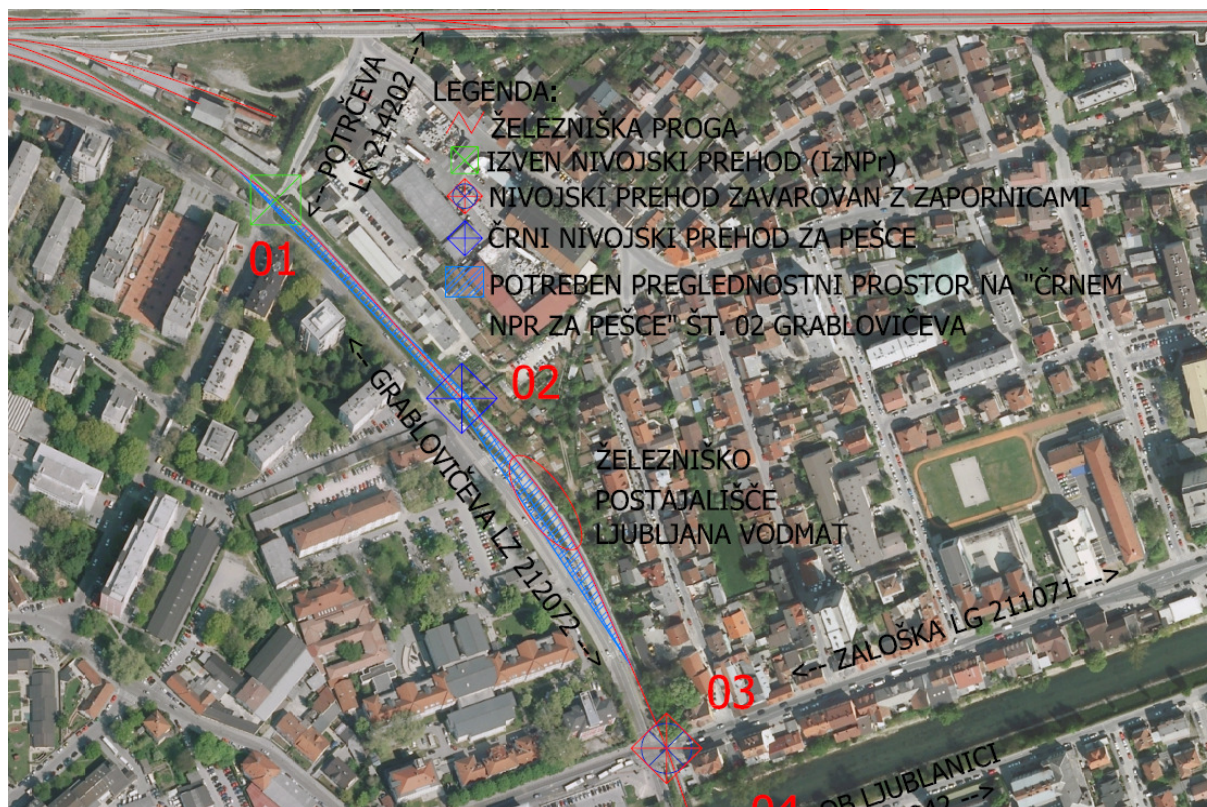 <--- POTRČEVA
LK 214202 -->
LEGENDA:
ŽELEZNIŠKA PROGA
IZVEN NIVOJSKI PREHOD (IzNPr)
NIVOJSKI PREHOD ZAVAROVAN Z ZAPORNICAMI
ČRNI NIVOJSKI PREHOD ZA PEŠCE
POTREBEN PREGLEDNOSTNI PROSTOR NA "ČRNEM
NPR ZA PEŠCE" ŠT. 02 GRABLOVIČEVA
01
02
<-- GRABLOVIČEVA LZ 212072 -->
ŽELEZNIŠKO
POSTAJALIŠČE
LJUBLJANA VODMAT
<-- ZALOŠKA LG 211071 -->
03
04
OB LJUBLANICI